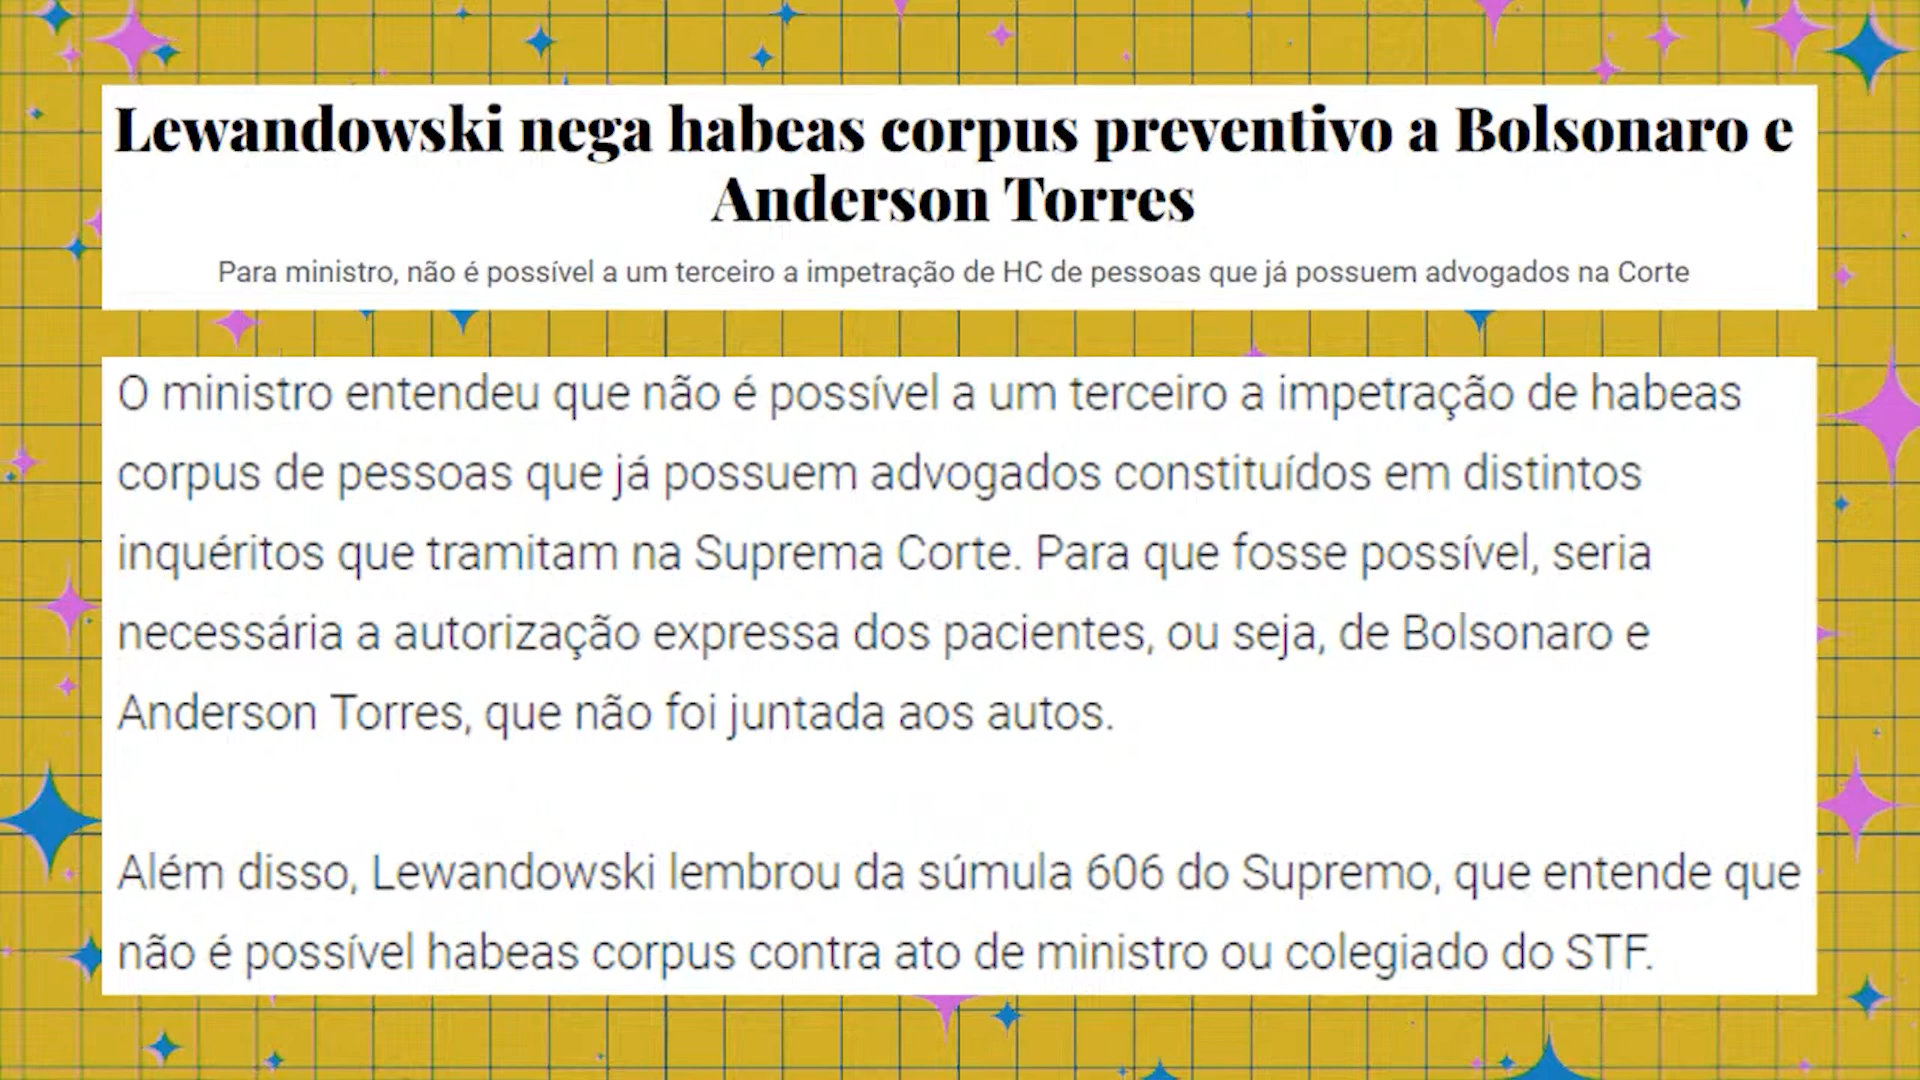 Lewandowski nega habeas corpus preventivo a Bolsonaro e
Anderson Torres
Para ministro, não é possível a um terceiro a impetração de HC de pessoas que já possuem advogados na Corte
O ministro entendeu que não é possível a um terceiro a impetração de habeas
corpus de pessoas que já possuem advogados constituídos em distintos
inquéritos que tramitam na Suprema Corte. Para que fosse possível, seria
necessária a autorização expressa dos pacientes, ou seja, de Bolsonaro e
Anderson Torres, que não foi juntada aos autos.
Além disso, Lewandowski lembrou da súmula 606 do Supremo, que entende que
não é possível habeas corpus contra ato de ministro ou colegiado do STF.